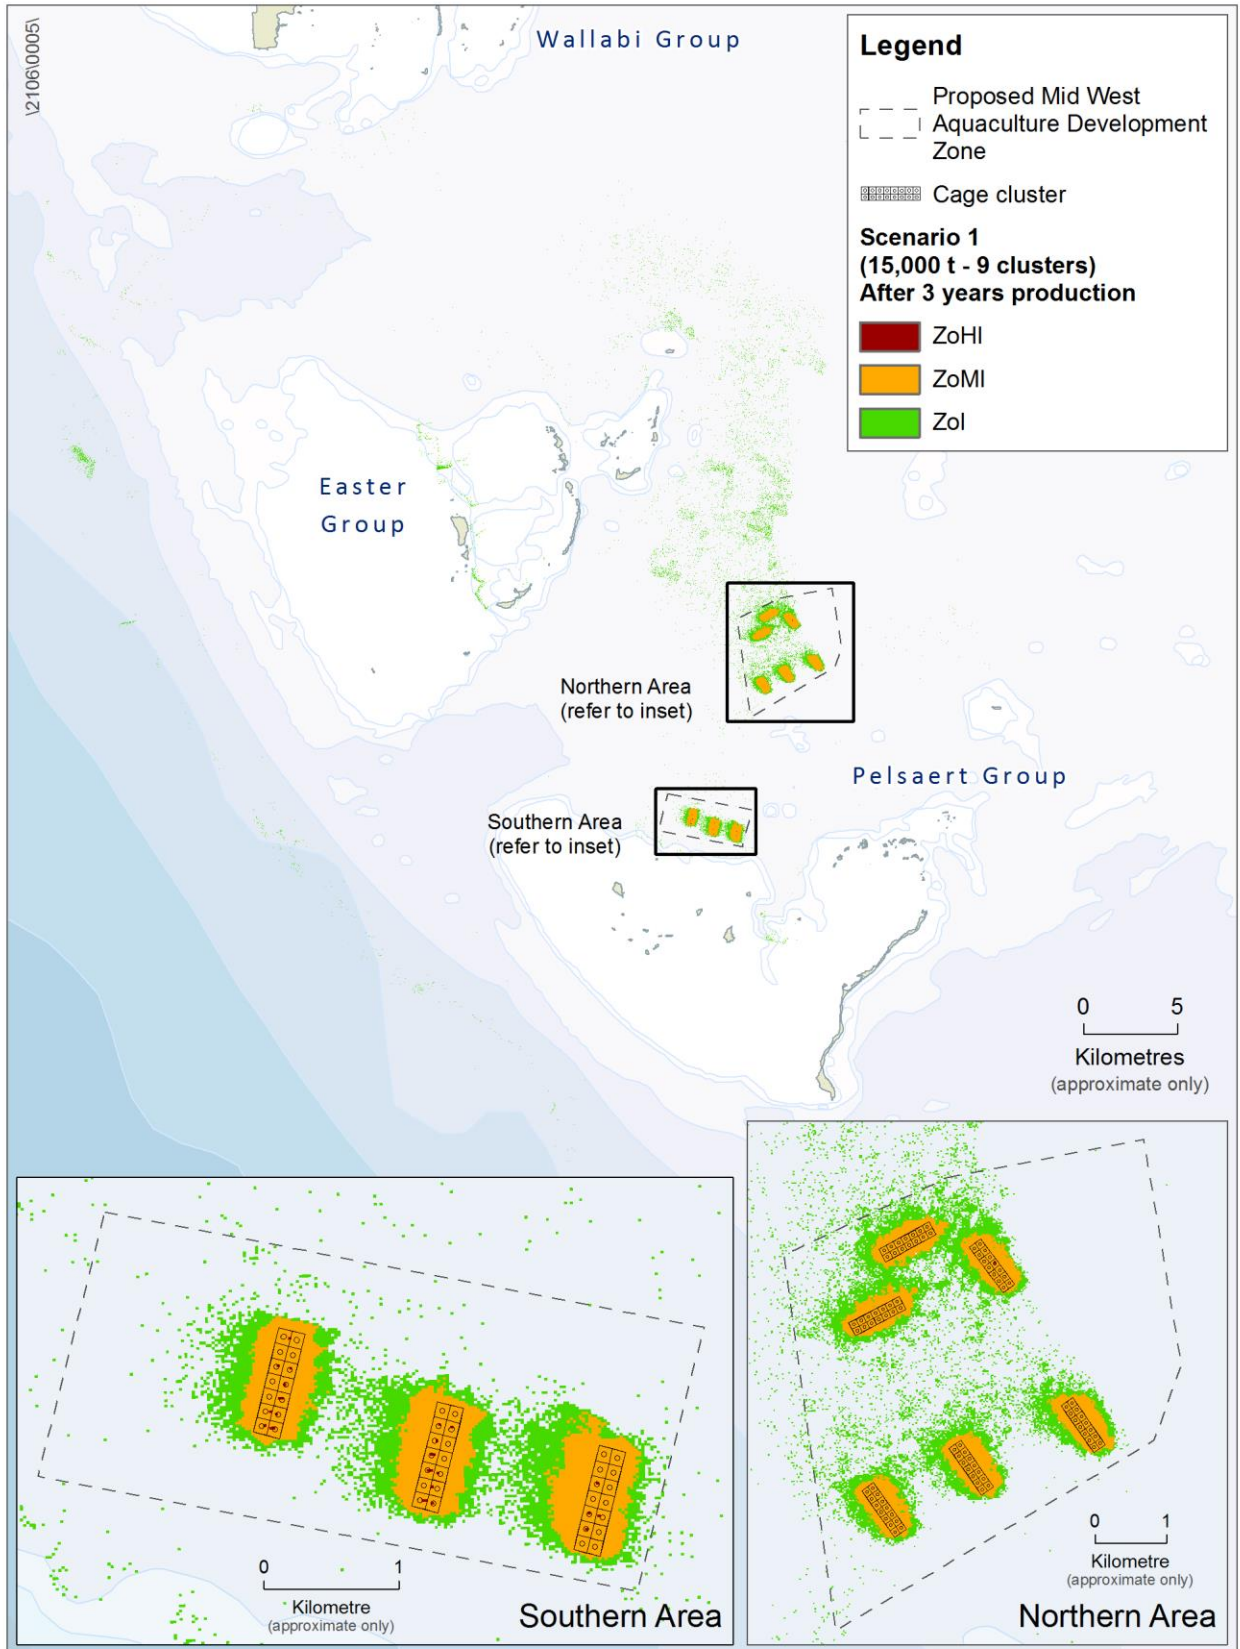 \2106\0005\
Wallabi Group
Legend
Proposed Mid West
Aquaculture Development
Zone
Cage cluster
Scenario 1
(15,000 t - 9 clusters)
After 3 years production
ZoHI
ZoMI
ZoI
Easter
Group
Northern Area
(refer to inset)
Pelsaert Group
Southern Area
(refer to inset)
0 5
Kilometres
(approximate only)
0 1
Kilometre
(approximate only)
Southern Area
0 1
Kilometre
(approximate only)
Northern Area